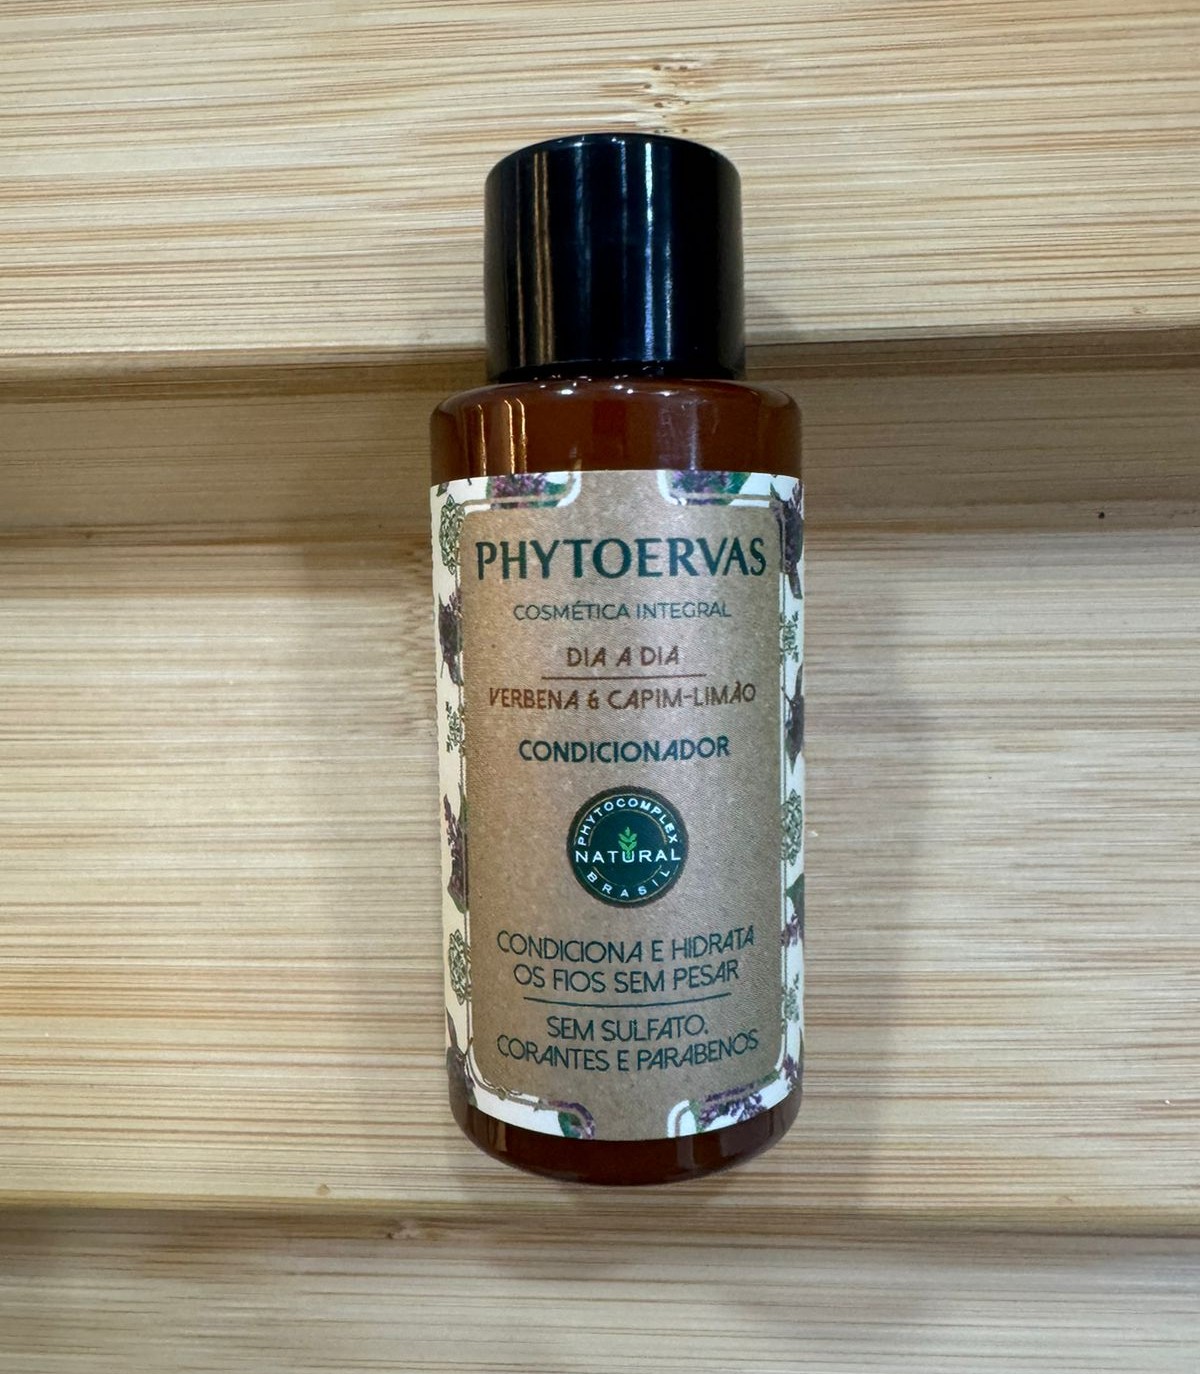 PHYTOERVAS
COSMÉTICA INTEGRAL
DIA A DIA
VERBENA & CAPIM-LIMÃO
CONDICIONADOR
PHYTOCOMPLEX
NATURAL
BRASIL
CONDICIONA E HIDRATA
OS FIOS SEM PESAR
SEM SULFATO,
CORANTES E PARABENOS